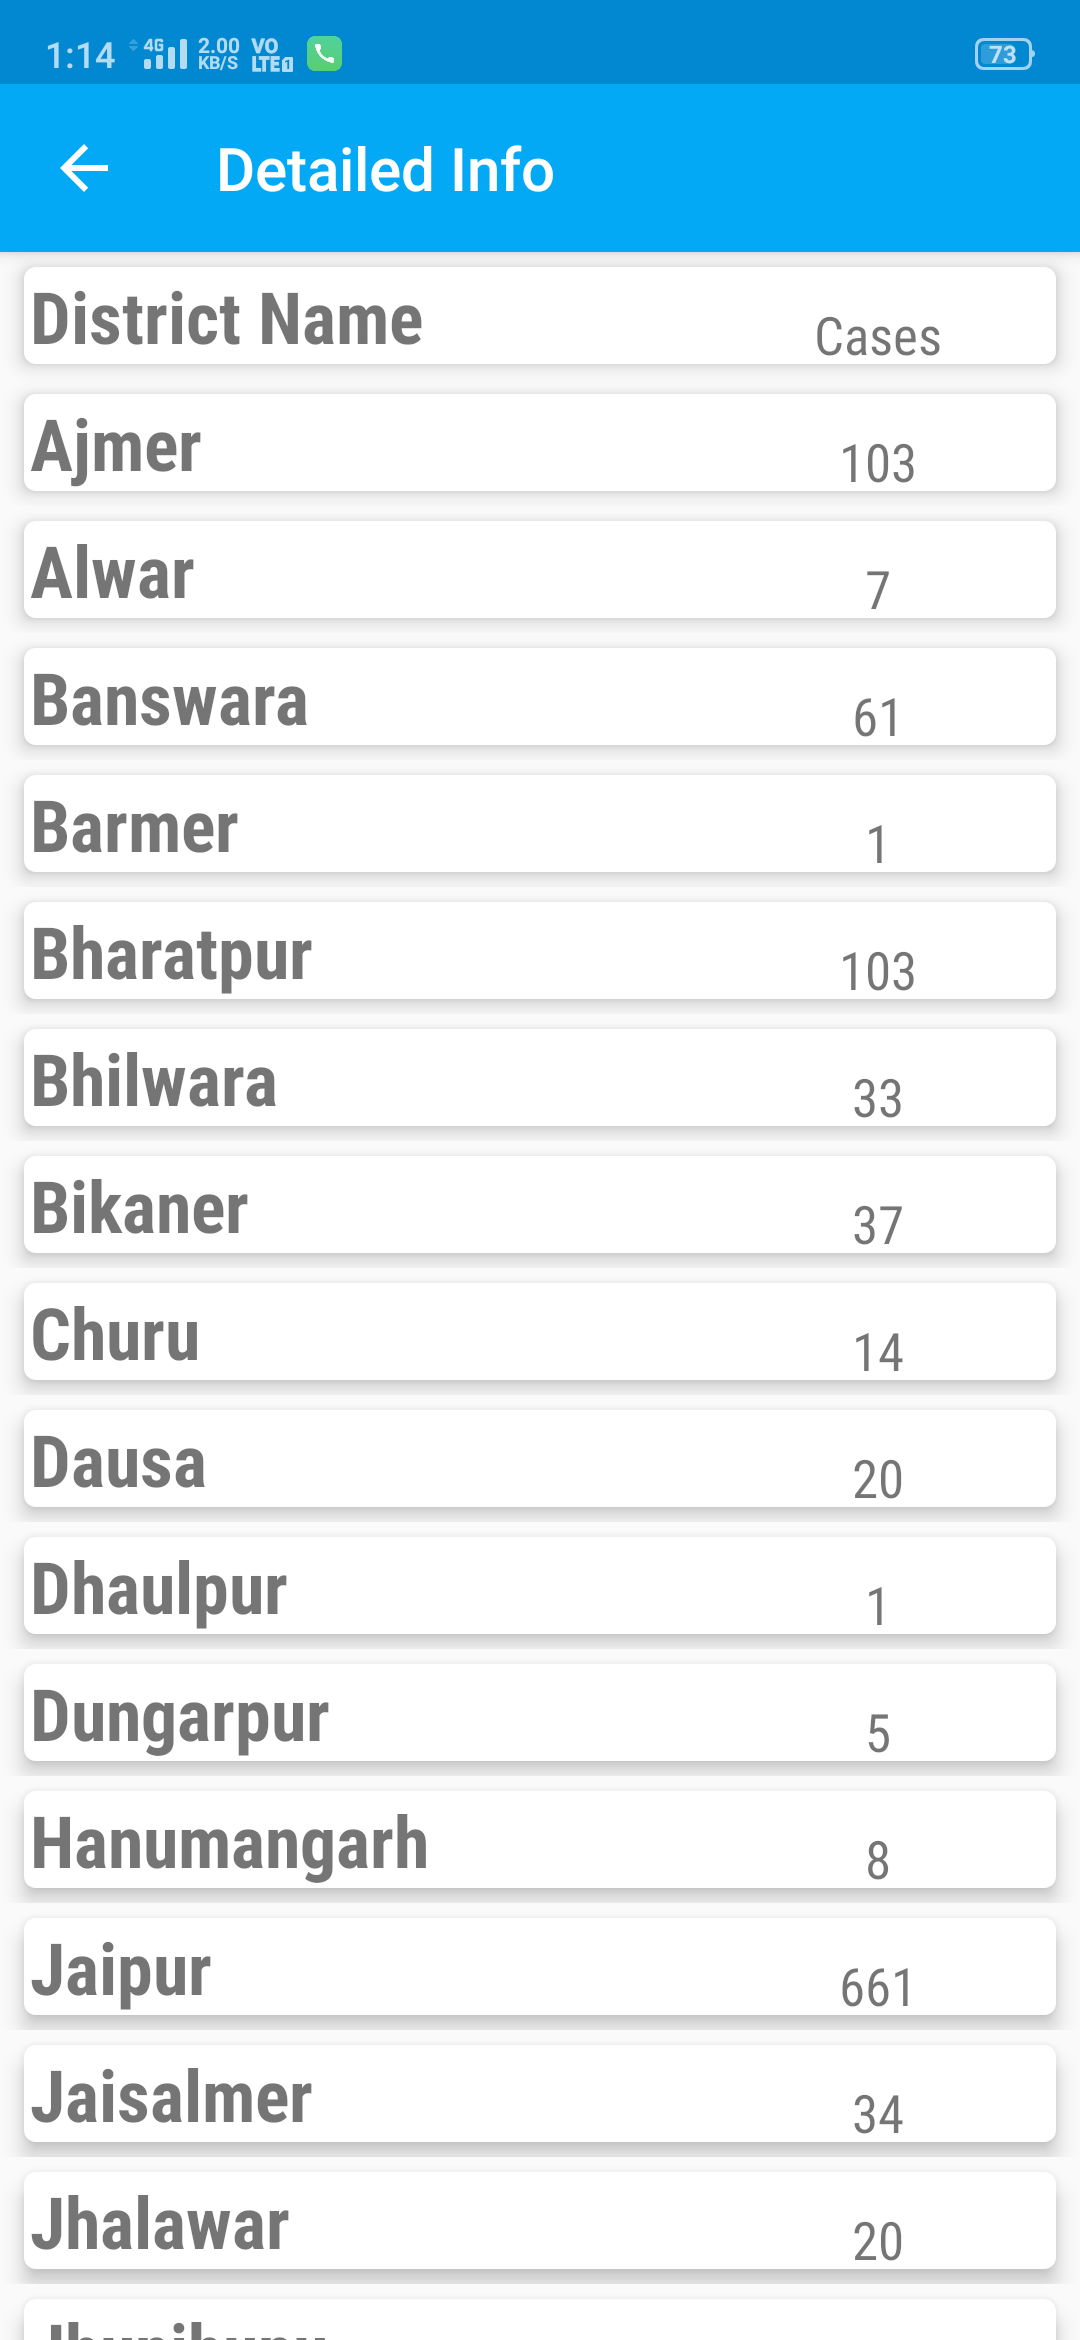 1:14 4G 2.00 KB/S VO LTE 1 73
Detailed Info
District Name Cases
Ajmer 103
Alwar 7
Banswara 61
Barmer 1
Bharatpur 103
Bhilwara 33
Bikaner 37
Churu 14
Dausa 20
Dhaulpur 1
Dungarpur 5
Hanumangarh 8
Jaipur 661
Jaisalmer 34
Jhalawar 20